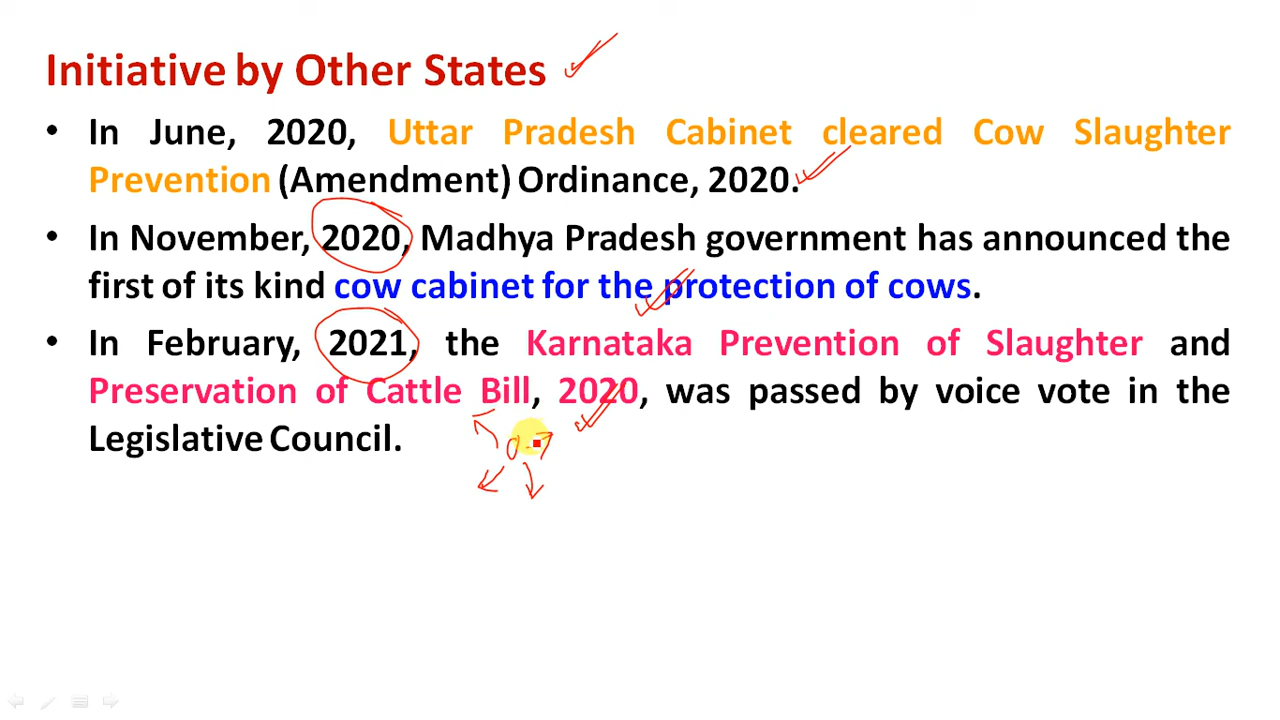 Initiative by Other States
• In June, 2020, Uttar Pradesh Cabinet cleared Cow Slaughter
Prevention (Amendment) Ordinance, 2020.
• In November, 2020, Madhya Pradesh government has announced the
first of its kind cow cabinet for the protection of cows.
• In February, 2021, the Karnataka Prevention of Slaughter and
Preservation of Cattle Bill, 2020, was passed by voice vote in the
Legislative Council.